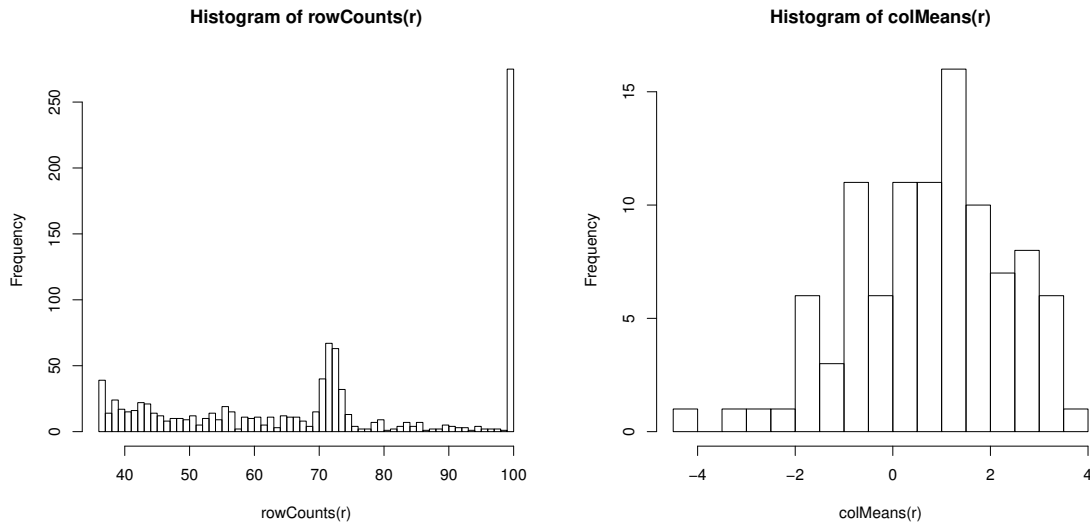 Histogram of rowCounts(r)
Frequency
250
200
150
100
50
0
40 50 60 70 80 90 100
rowCounts(r)
Histogram of colMeans(r)
Frequency
15
10
5
0
−4 −2 0 2 4
colMeans(r)